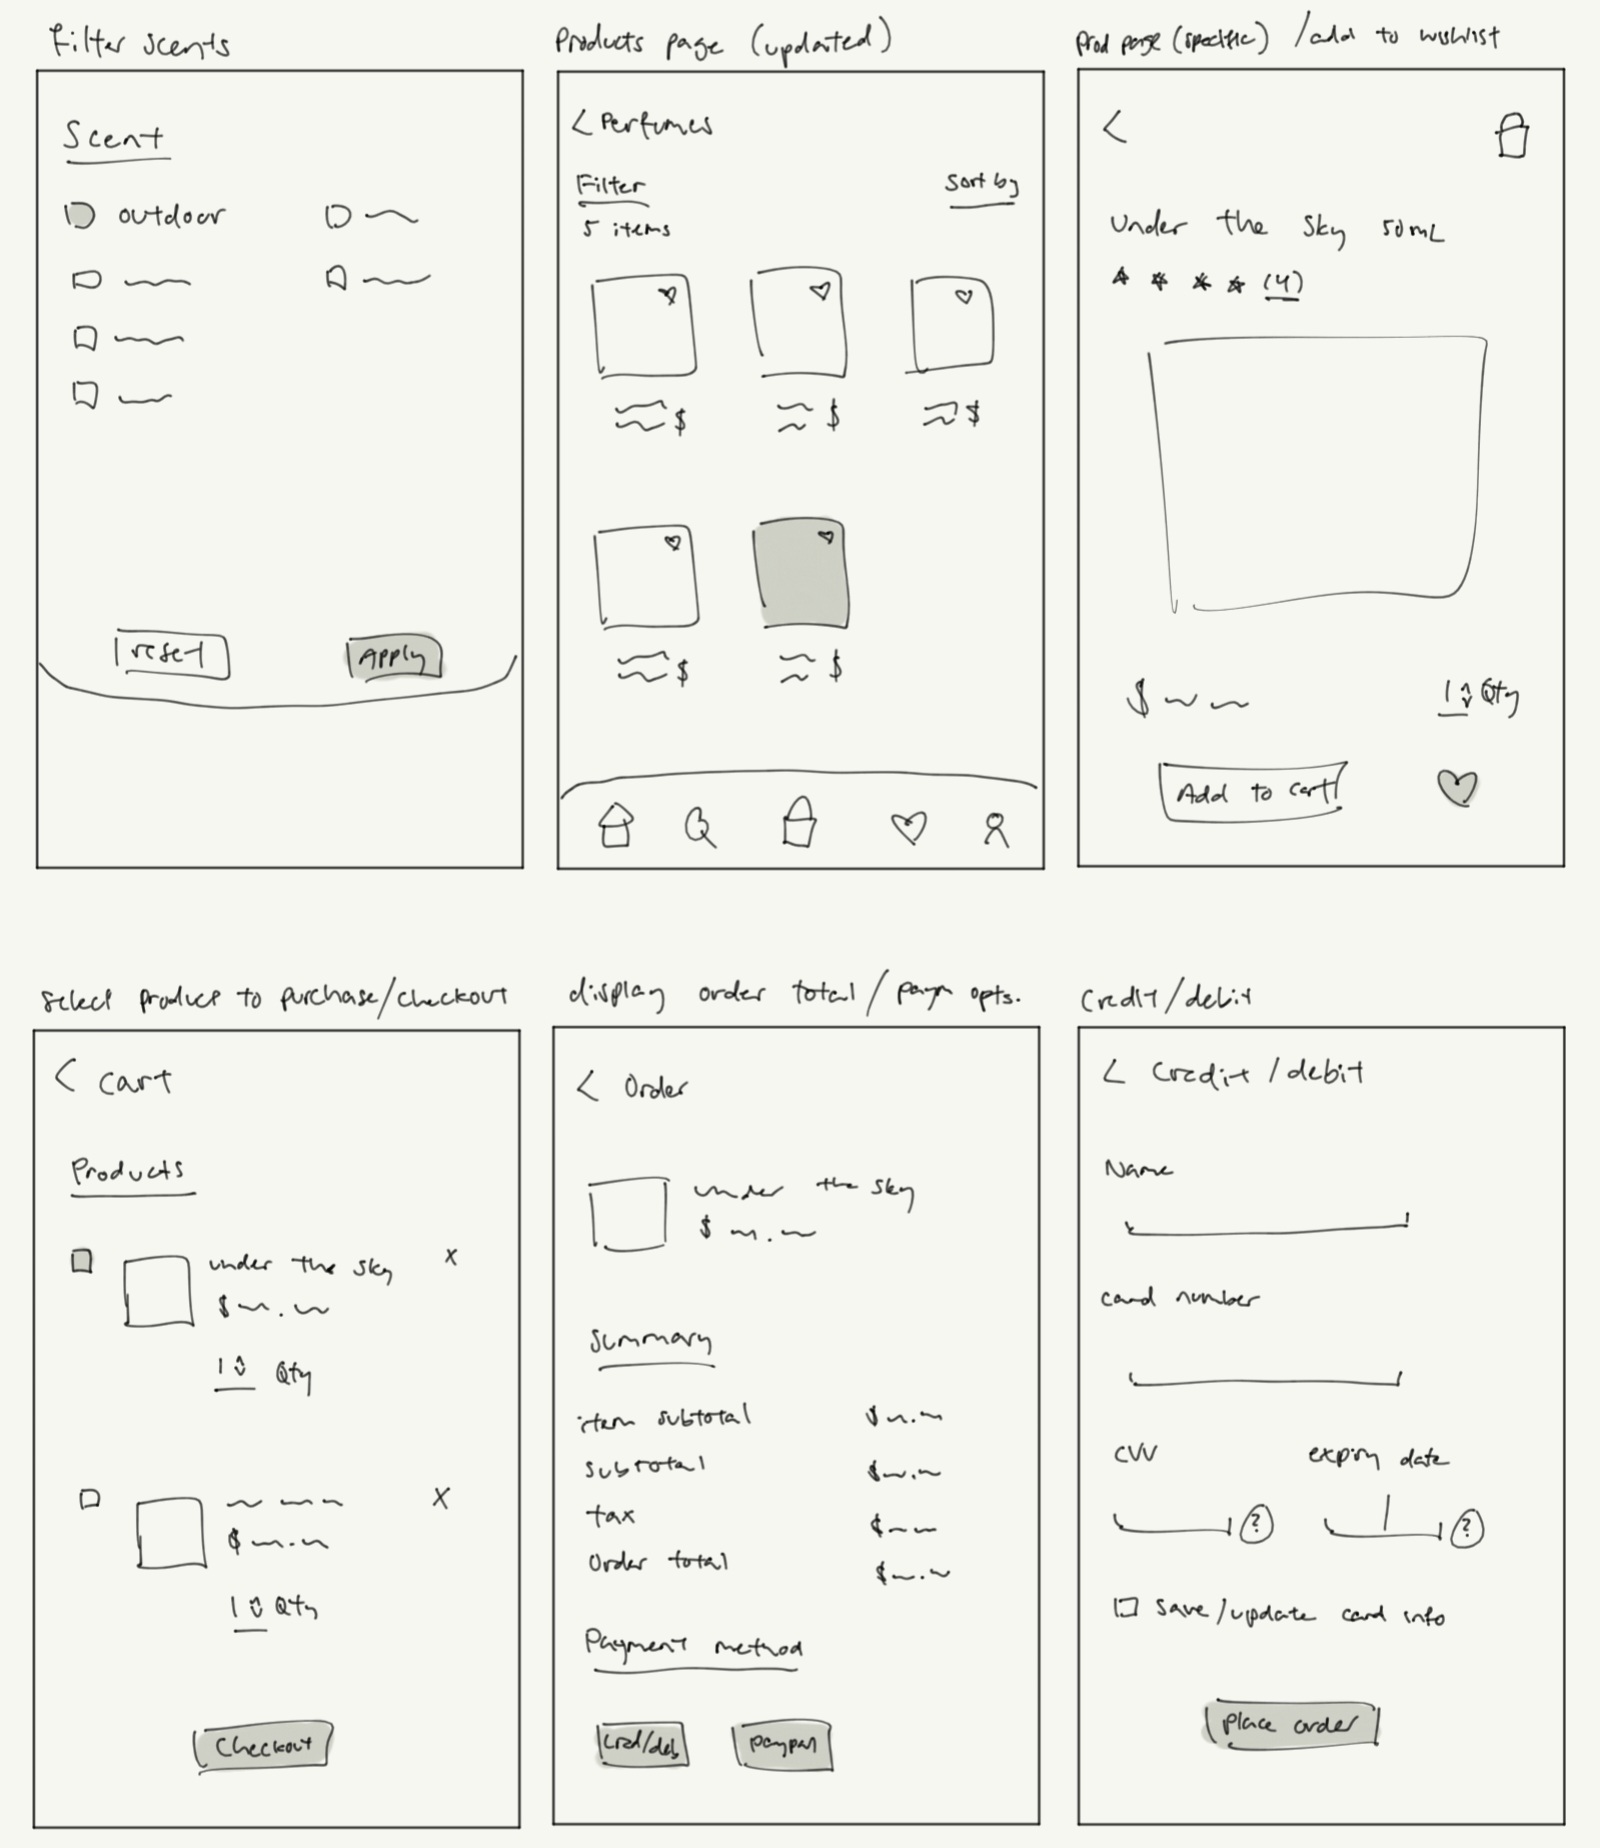 Filter scents
Scent
outdoor
reset
Apply
Products page (updated)
< Perfumes
Filter
Sort by
5 items
$ $ $
$ $
Prod page (specific) / add to wishlist
<
Under the Sky 50mL
(4)
$
1 Qty
Add to cart
select product to purchase/checkout
< Cart
Products
under the sky
x
$ .
1 Qty
x
$ .
1 Qty
Checkout
display order total / paym opts.
< Order
under the sky
$ .
Summary
item subtotal $ .
subtotal $ .
tax $
Order total $ .
Payment method
cred/deb
paypal
Credit/debit
< Credit/debit
Name
card number
CVV
expiry date
?
?
save/update card info
Place order